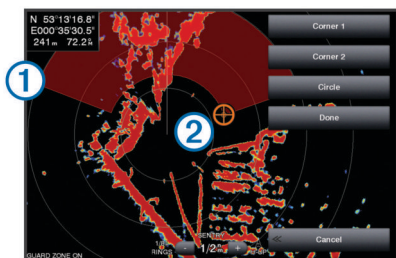 N 53°13'16.8"
E000°35'30.5"
241m 72.2
Corner 1
Corner 2
Circle
Done
1
2
SENTRY
RINGS
- 1/2 +
Cancel
GUARD ZONE ON